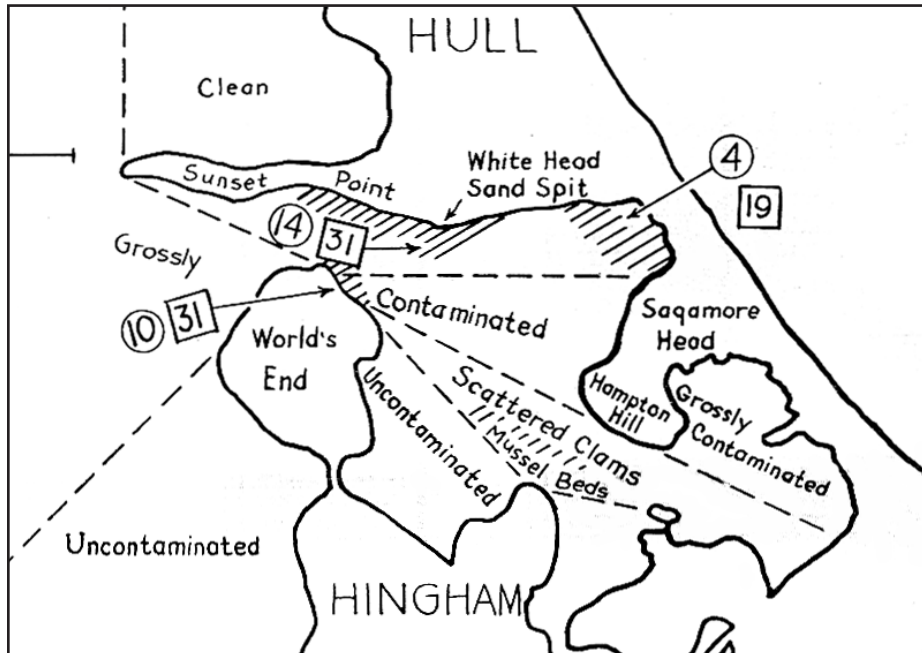 HULL
Clean
Sunset Point
White Head
Sand Spit
4
19
14
31
Grossly
10
31
Contaminated
World's
End
Saqamore
Head
Hampton
Hill
Grossly
Contaminated
Scattered Clams
Mussel Beds
Uncontaminated
Uncontaminated
HINGHAM